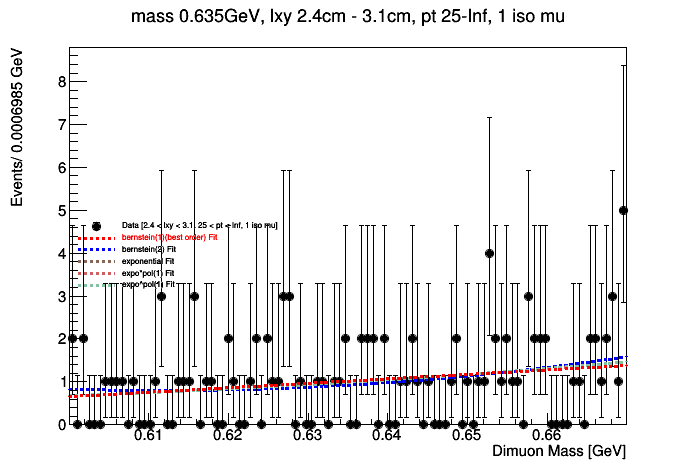 mass 0.635GeV, lxy 2.4cm - 3.1cm, pt 25-Inf, 1 iso mu
Events/ 0.0006985 GeV
8
7
6
5
4
3
2
1
0
Data [2.4 < lxy < 3.1, 25 < pt < Inf, 1 iso mu]
bernstein(1)(best order) Fit
bernstein(2) Fit
exponential Fit
expo*pol(1) Fit
expo*pol(1) Fit
0.61 0.62 0.63 0.64 0.65 0.66
Dimuon Mass [GeV]